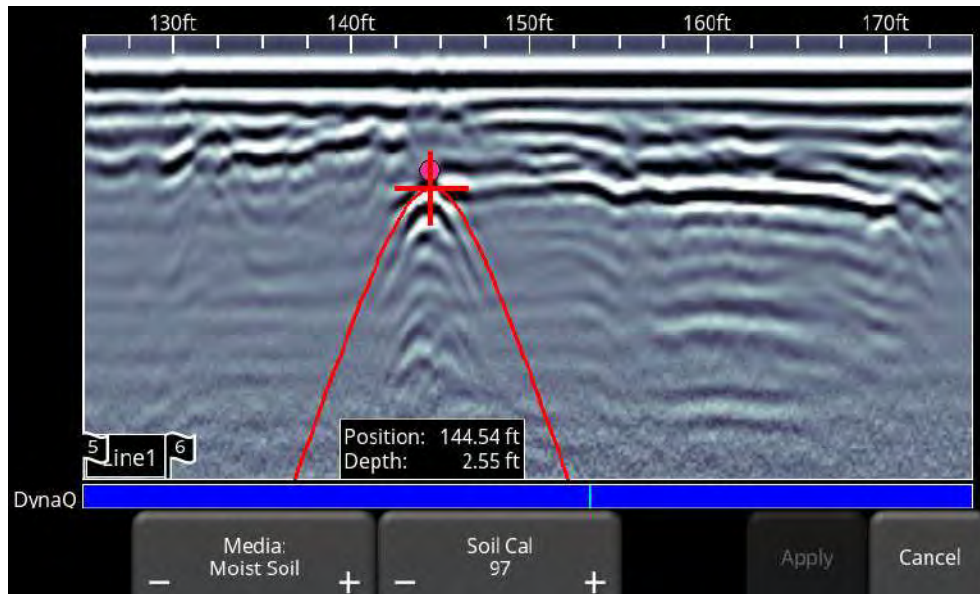 130ft 140ft 150ft 160ft 170ft
Position: 144.54 ft
Depth: 2.55 ft
5 Line1 6
DynaQ
Media:
Moist Soil
- +
Soil Cal
97
- +
Apply
Cancel